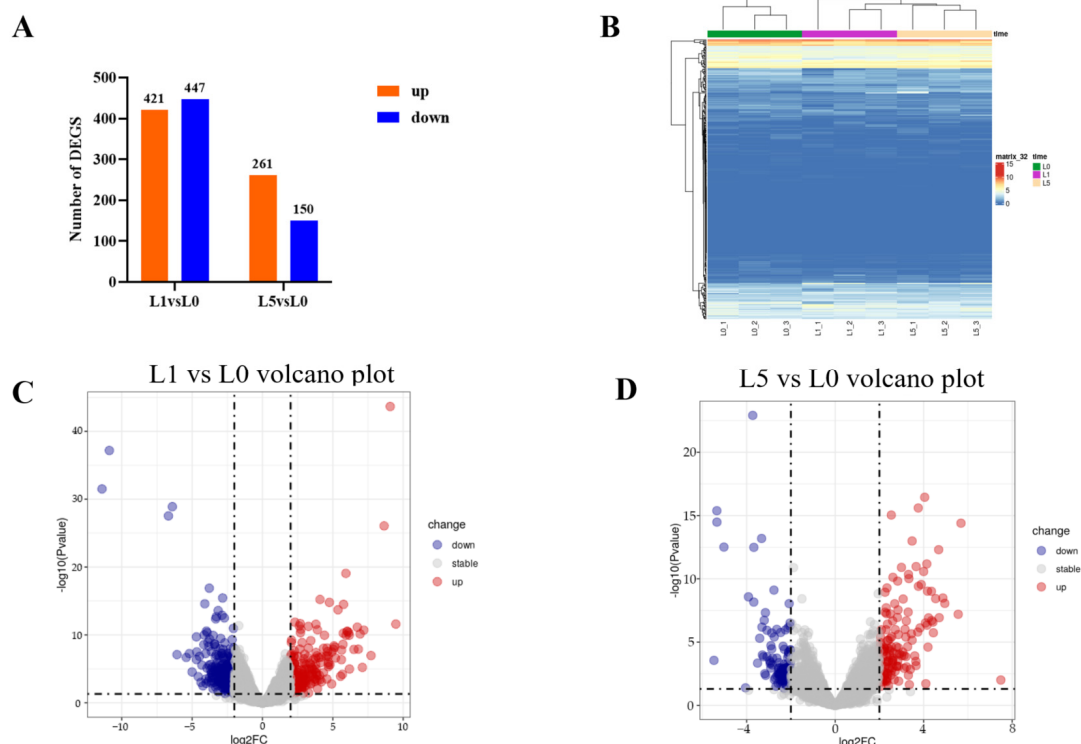 A
500
400
300
200
100
0
Number of DEGS
421
447
261
150
L1vsL0
L5vsL0
up
down
B
time
matrix_32
15
10
5
0
time
L0
L1
L5
L0_1
L0_2
L0_3
L1_1
L1_2
L1_3
L5_1
L5_2
L5_3
C
L1 vs L0 volcano plot
40
30
20
10
0
-log10(Pvalue)
−10
−5
0
5
10
log2FC
change
down
stable
up
D
L5 vs L0 volcano plot
20
15
10
5
0
-log10(Pvalue)
−4
0
4
8
log2FC
change
down
stable
up